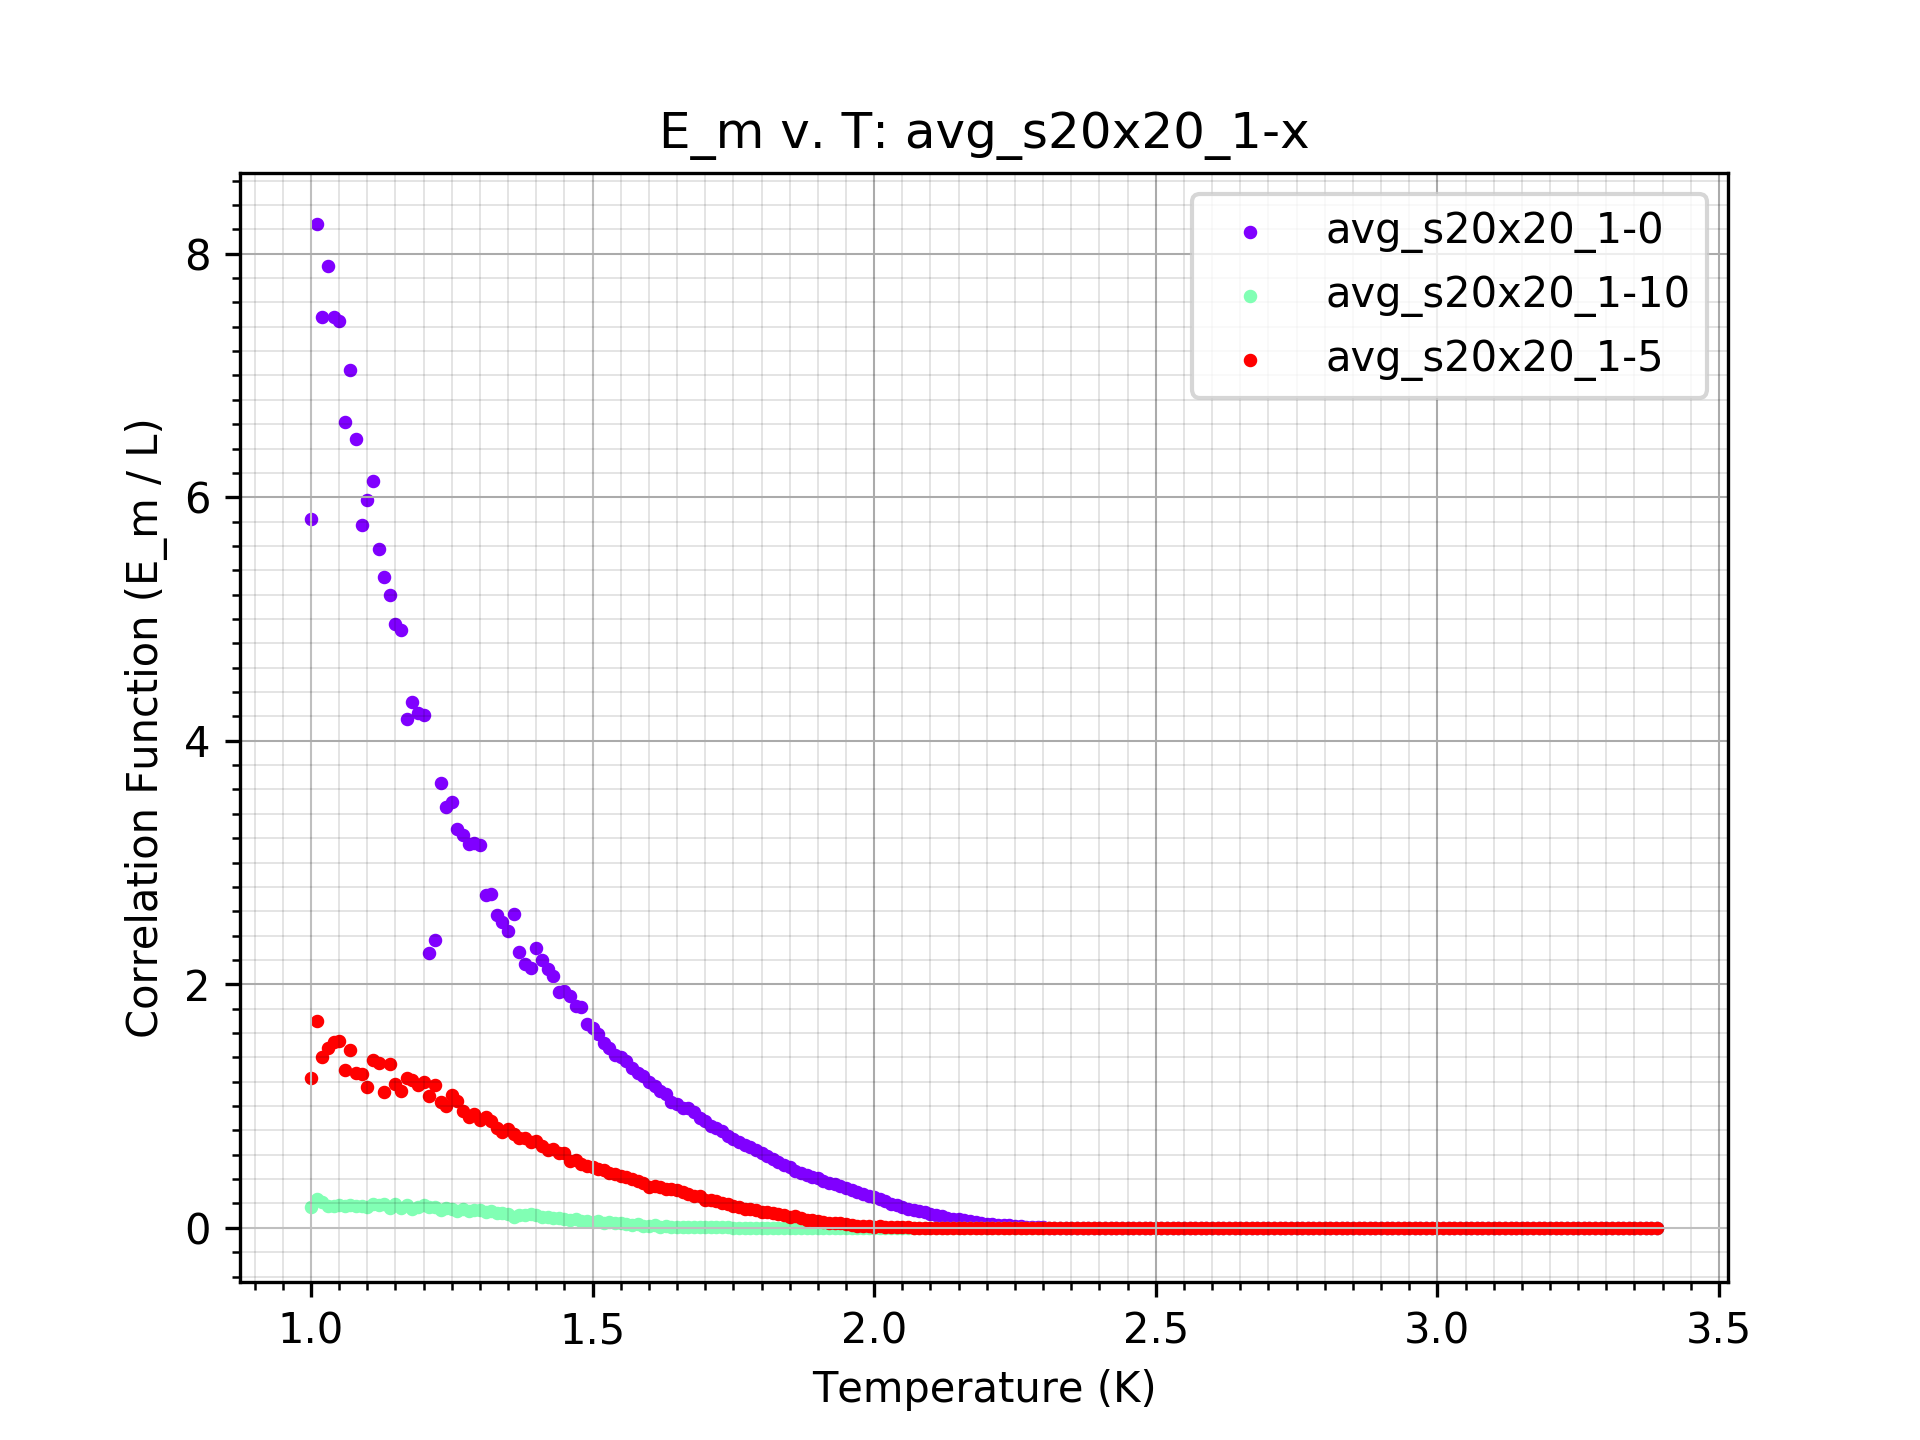 E_m v. T: avg_s20x20_1-x
avg_s20x20_1-0
avg_s20x20_1-10
avg_s20x20_1-5
Correlation Function (E_m / L)
8
6
4
2
0
1.0 1.5 2.0 2.5 3.0 3.5
Temperature (K)